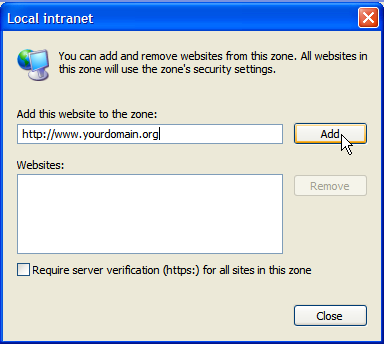 Local intranet
You can add and remove websites from this zone. All websites in
this zone will use the zone's security settings.
Add this website to the zone:
http://www.yourdomain.org
Add
Websites:
Remove
Require server verification (https:) for all sites in this zone
Close